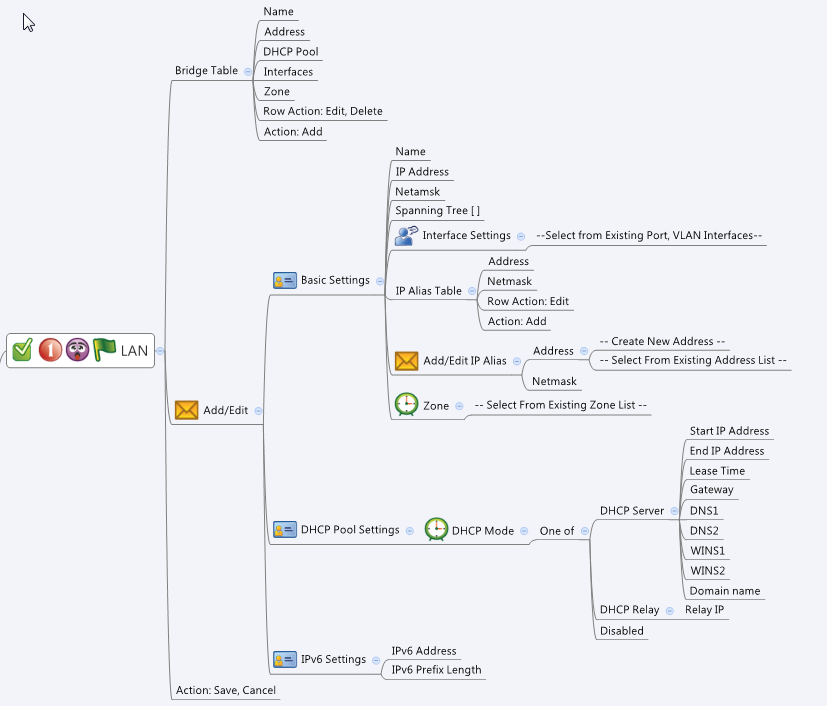 Name
Address
DHCP Pool
Bridge Table
Interfaces
Zone
Row Action: Edit, Delete
Action: Add
Name
IP Address
Netamsk
Spanning Tree [ ]
Interface Settings
--Select from Existing Port, VLAN Interfaces--
Basic Settings
IP Alias Table
Address
Netmask
Row Action: Edit
Action: Add
Add/Edit IP Alias
Address
-- Create New Address --
-- Select From Existing Address List --
Netmask
Zone
-- Select From Existing Zone List --
1 LAN
Add/Edit
DHCP Pool Settings
DHCP Mode
One of
DHCP Server
Start IP Address
End IP Address
Lease Time
Gateway
DNS1
DNS2
WINS1
WINS2
Domain name
DHCP Relay
Relay IP
Disabled
IPv6 Settings
IPv6 Address
IPv6 Prefix Length
Action: Save, Cancel